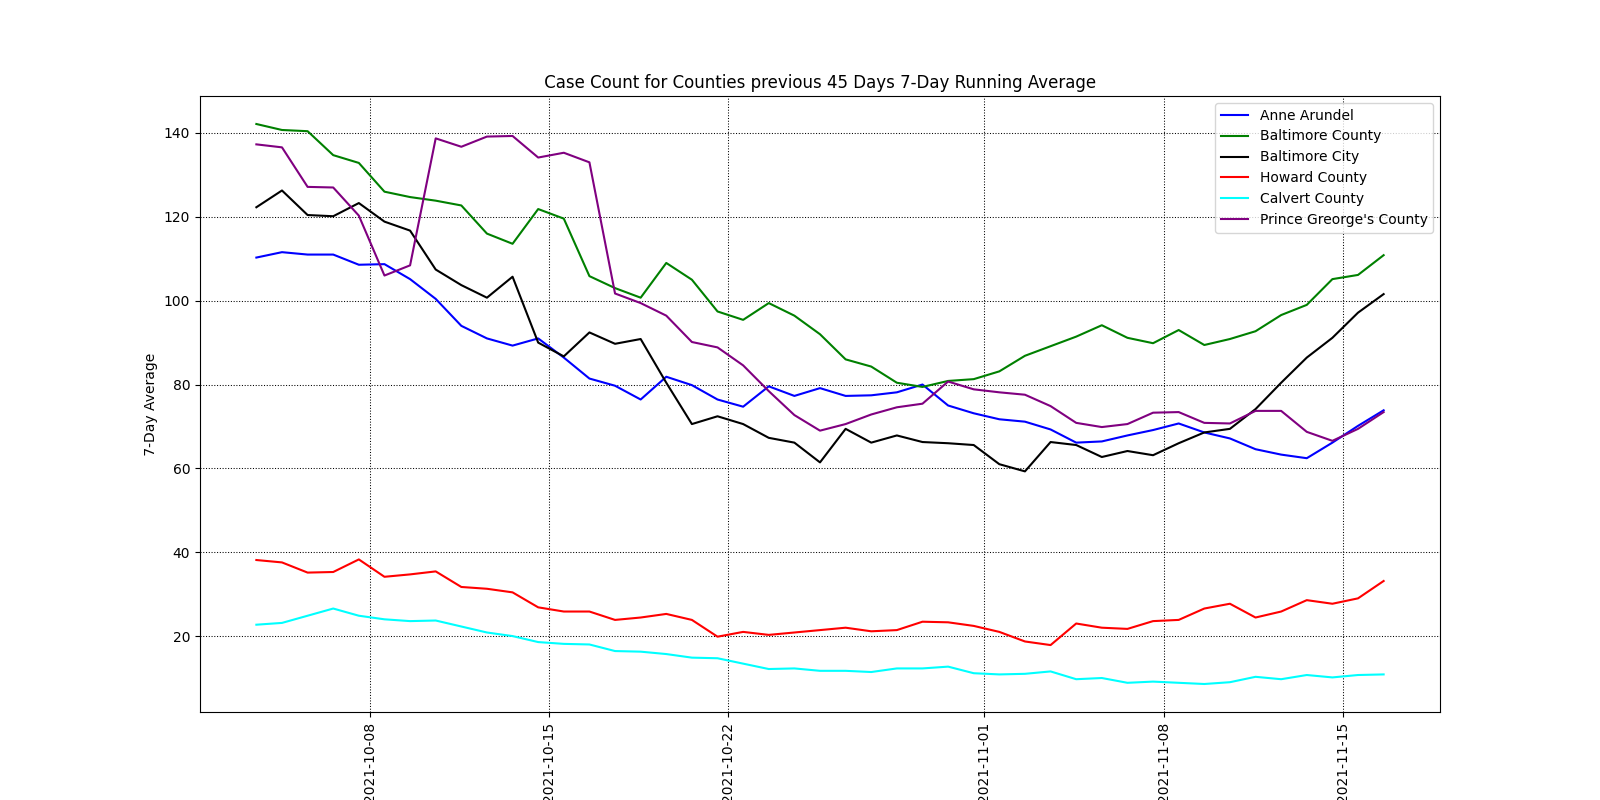 Case Count for Counties previous 45 Days 7-Day Running Average
Anne Arundel
Baltimore County
Baltimore City
Howard County
Calvert County
Prince Greorge's County
7-Day Average
140
120
100
80
60
40
20
2021-10-08
2021-10-15
2021-10-22
2021-11-01
2021-11-08
2021-11-15